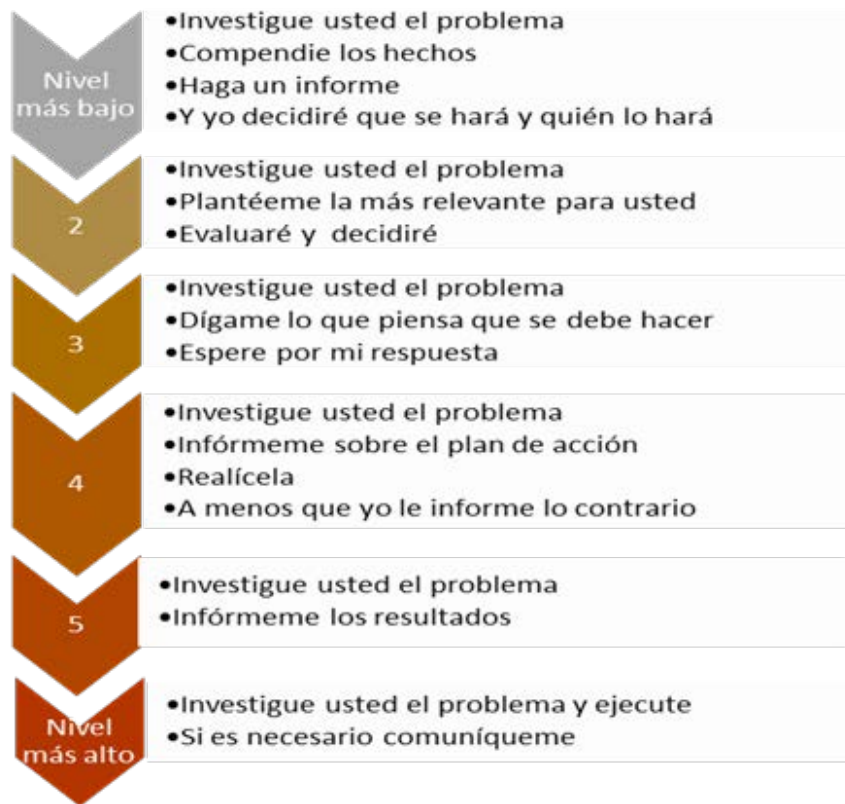 Nivel
más bajo
•Investigue usted el problema
•Compendie los hechos
•Haga un informe
•Y yo decidiré que se hará y quién lo hará
2
•Investigue usted el problema
•Plantéeme la más relevante para usted
•Evaluaré y decidiré
3
•Investigue usted el problema
•Dígame lo que piensa que se debe hacer
•Espere por mi respuesta
4
•Investigue usted el problema
•Infórmeme sobre el plan de acción
•Realícela
•A menos que yo le informe lo contrario
5
•Investigue usted el problema
•Infórmeme los resultados
Nivel
más alto
•Investigue usted el problema y ejecute
•Si es necesario comuníqueme